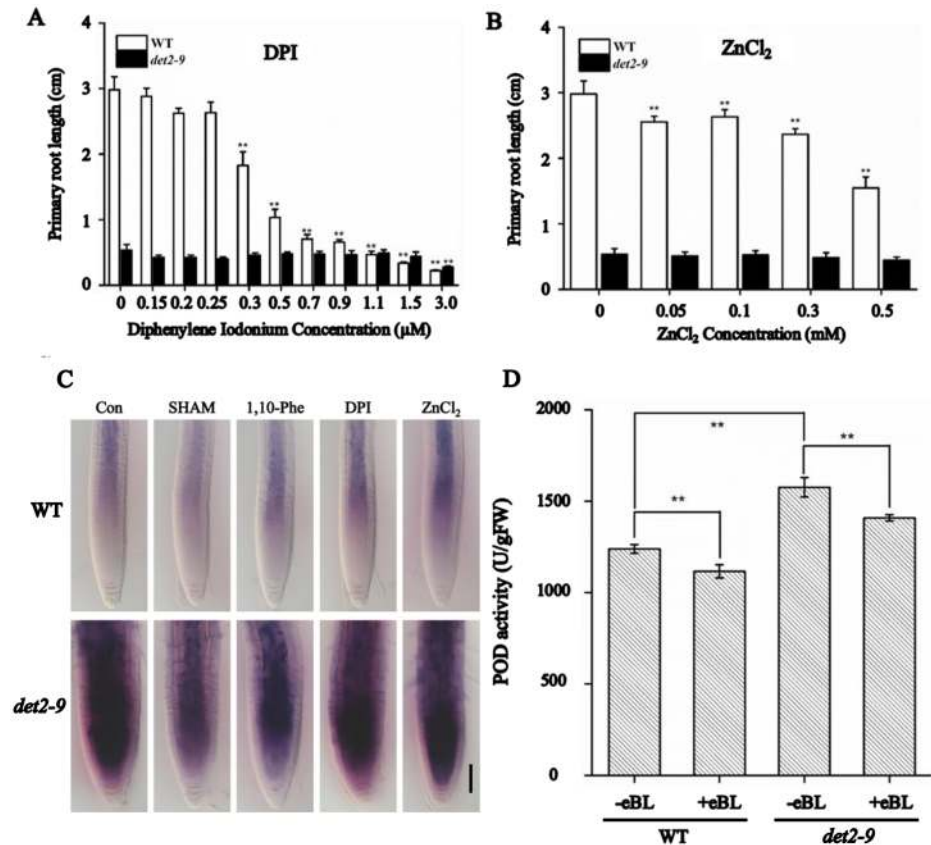 A
4
3
2
1
0
Primary root length (cm)
WT
det2-9
DPI
**
**
**
**
**
**
**
**
0 0.15 0.2 0.25 0.3 0.5 0.7 0.9 1.1 1.5 3.0
Diphenylene Iodonium Concentration (μM)
B
4
3
2
1
0
Primary root length (cm)
WT
det2-9
ZnCl2
**
**
**
**
0 0.05 0.1 0.3 0.5
ZnCl2 Concentration (mM)
C
Con SHAM 1,10-Phe DPI ZnCl2
WT
det2-9
D
2000
1500
1000
500
0
POD activity (U/gFW)
**
**
**
-eBL +eBL -eBL +eBL
WT det2-9